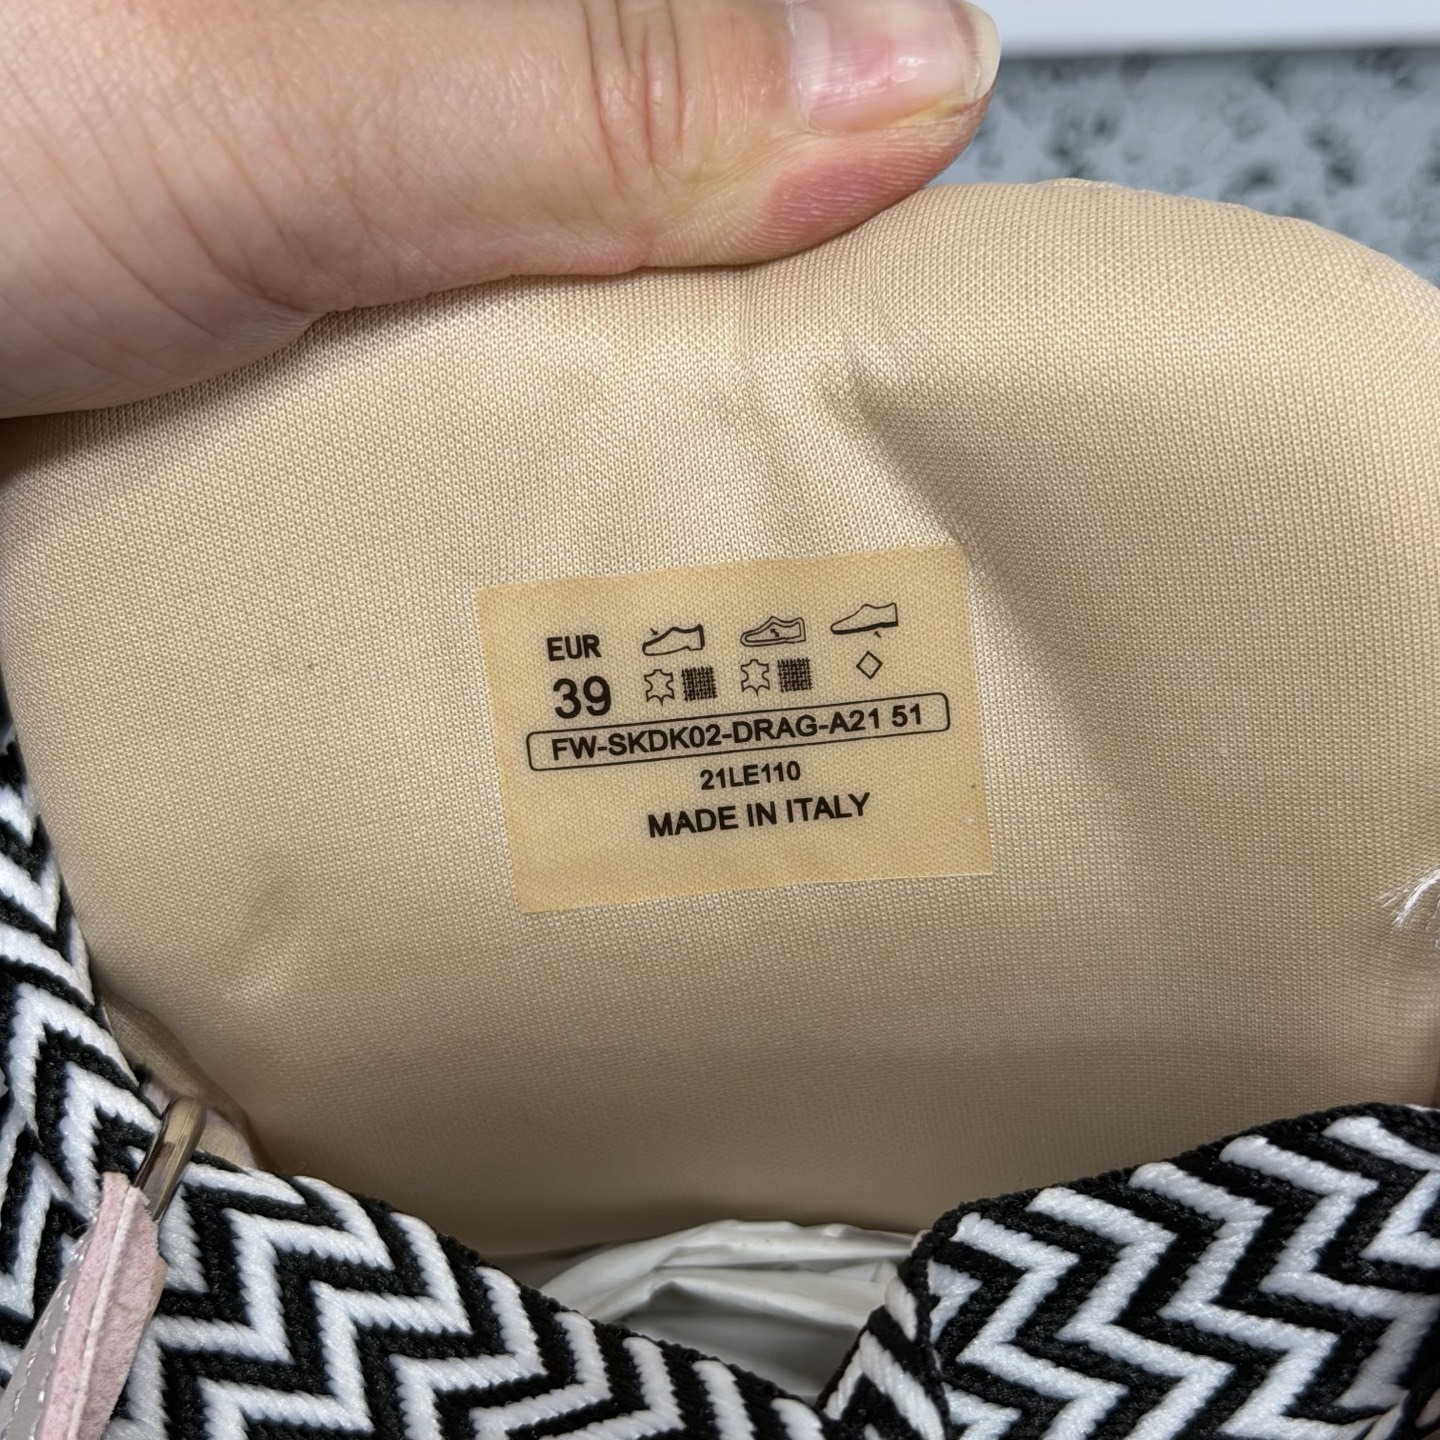 EUR
39
FW-SKDK02-DRAG-A21 51
21LE110
MADE IN ITALY